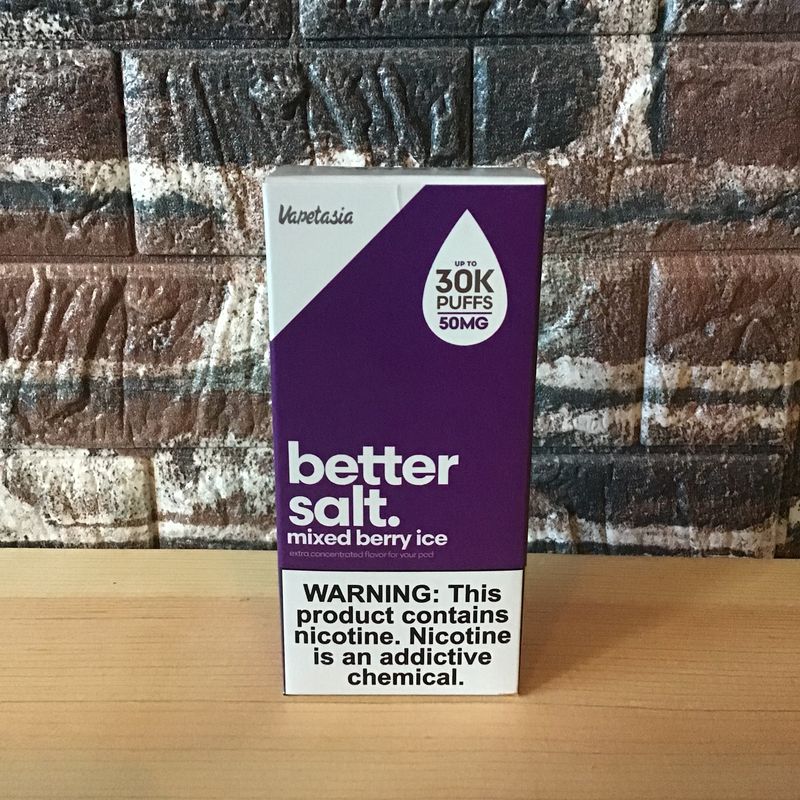 Vapetasia
UP TO
30K
PUFFS
50MG
better
salt.
mixed berry ice
extra concentrated flavor for your pod
WARNING: This
product contains
nicotine. Nicotine
is an addictive
chemical.